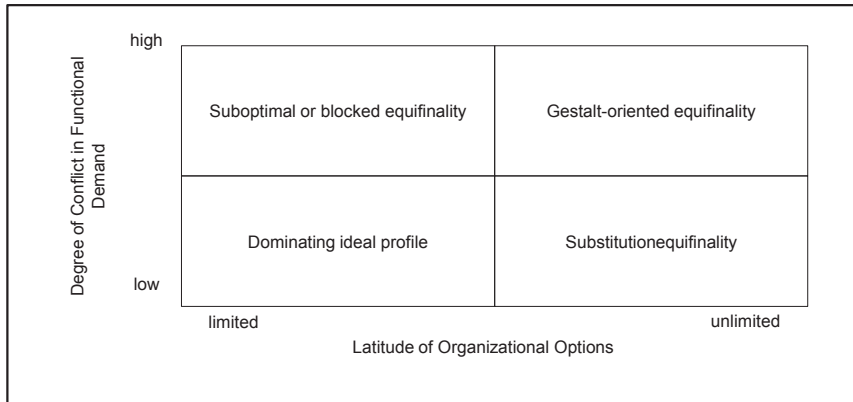 high
Suboptimal or blocked equifinality
Gestalt-oriented equifinality
Degree of Conflict in Functional
Demand
Dominating ideal profile
Substitutionequifinality
low
limited
unlimited
Latitude of Organizational Options